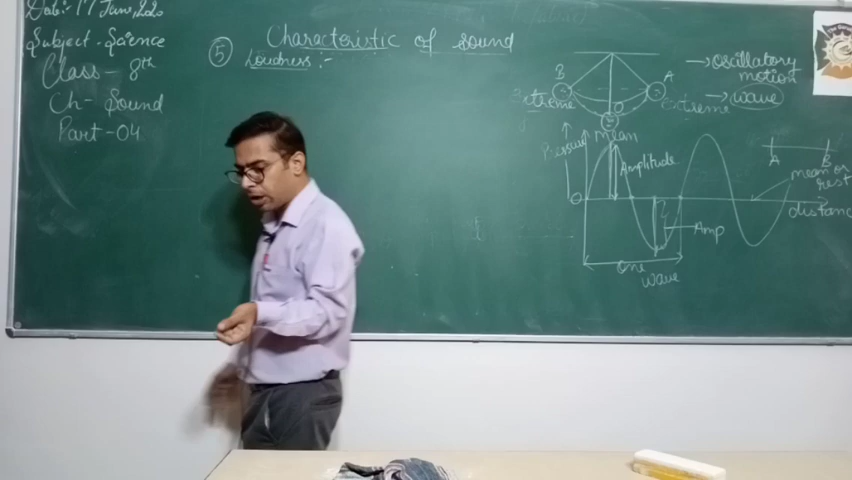 Date:- 17 June, 2020
Subject - Science
Class - 8th
Ch - Sound
Part - 04
5 Characteristic of Sound
Loudness :-
B
A
O
Extreme
Extreme
mean
→ Oscillatory
motion
→ wave
Pressure
Amplitude
O
A
B
mean or
rest
distanc
Amp
One
wave